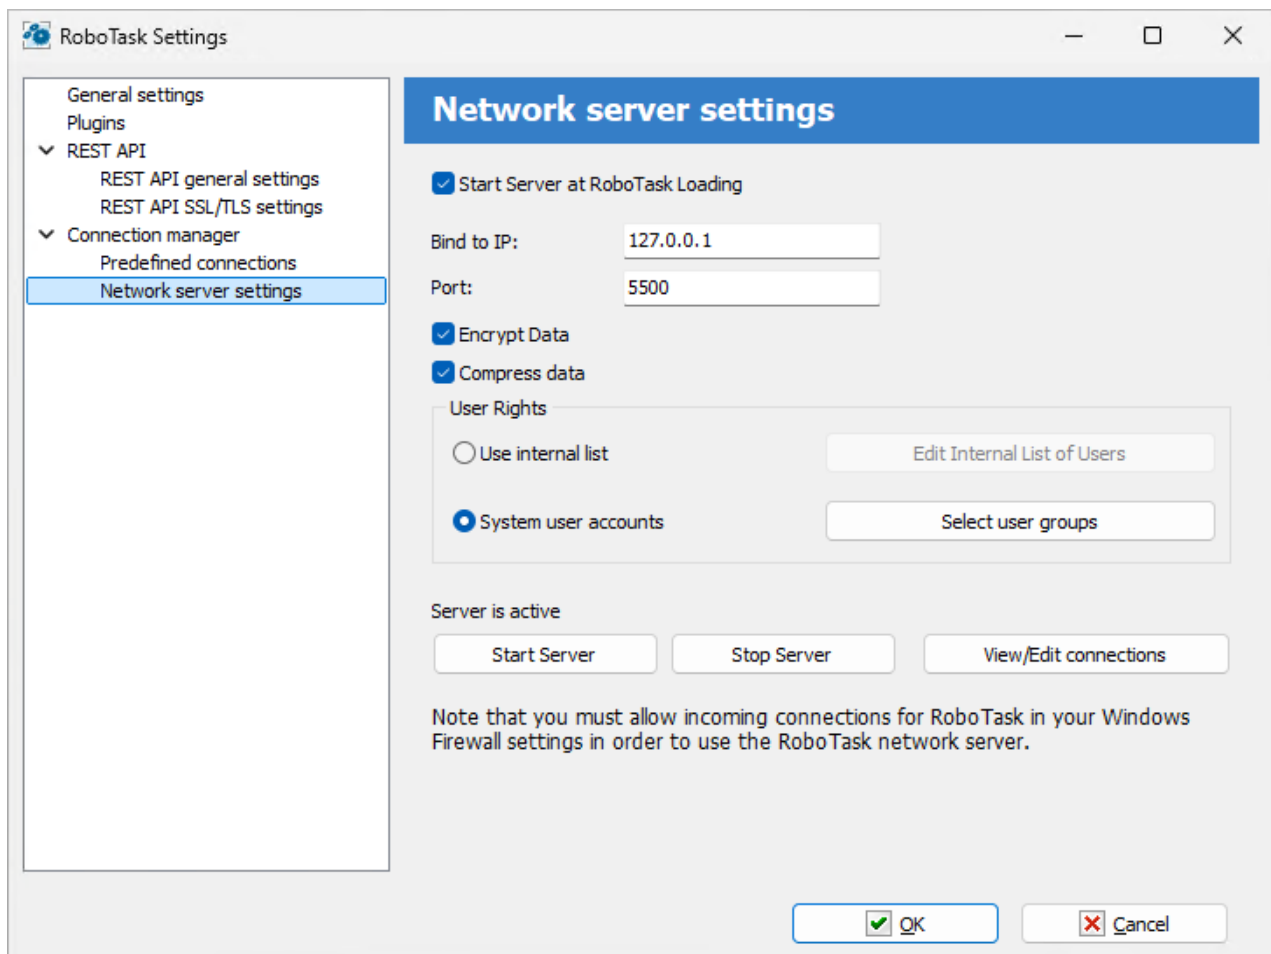 RoboTask Settings
General settings
Plugins
REST API
REST API general settings
REST API SSL/TLS settings
Connection manager
Predefined connections
Network server settings
Network server settings
Start Server at RoboTask Loading
Bind to IP: 127.0.0.1
Port: 5500
Encrypt Data
Compress data
User Rights
Use internal list Edit Internal List of Users
System user accounts Select user groups
Server is active
Start Server Stop Server View/Edit connections
Note that you must allow incoming connections for RoboTask in your Windows
Firewall settings in order to use the RoboTask network server.
OK Cancel